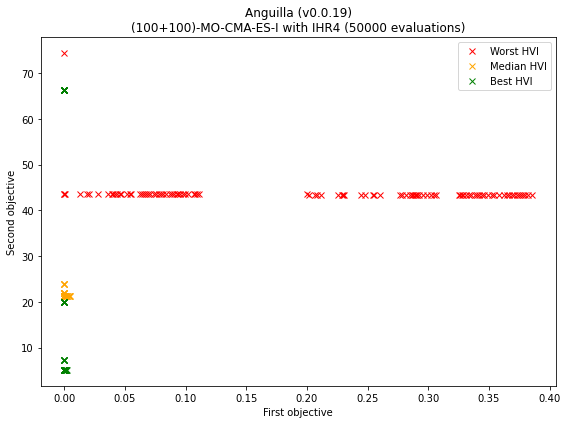 Anguilla (v0.0.19)
(100+100)-MO-CMA-ES-I with IHR4 (50000 evaluations)
Worst HVI
Median HVI
Best HVI
Second objective
70
60
50
40
30
20
10
0.00 0.05 0.10 0.15 0.20 0.25 0.30 0.35 0.40
First objective